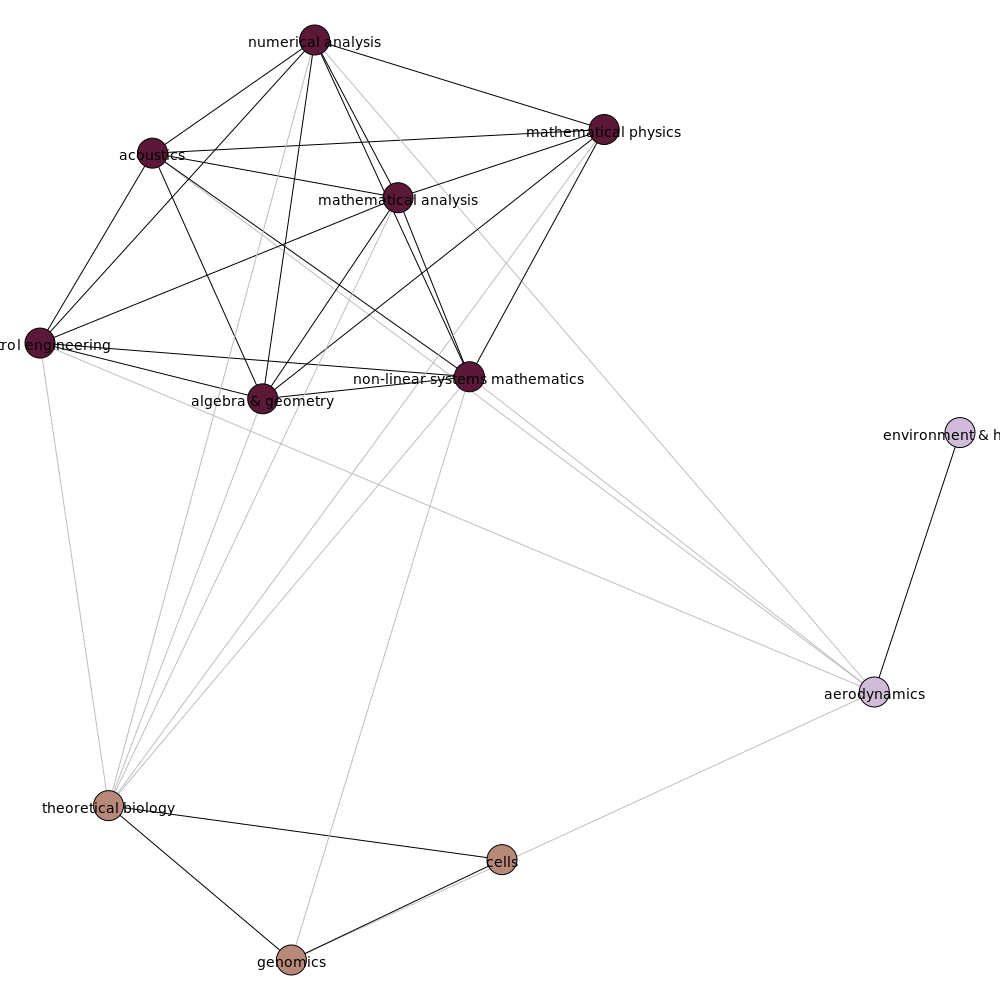 numerical analysis
mathematical physics
acoustics
mathematical analysis
rol engineering
non-linear systems mathematics
algebra & geometry
environment & h
aerodynamics
theoretical biology
cells
genomics